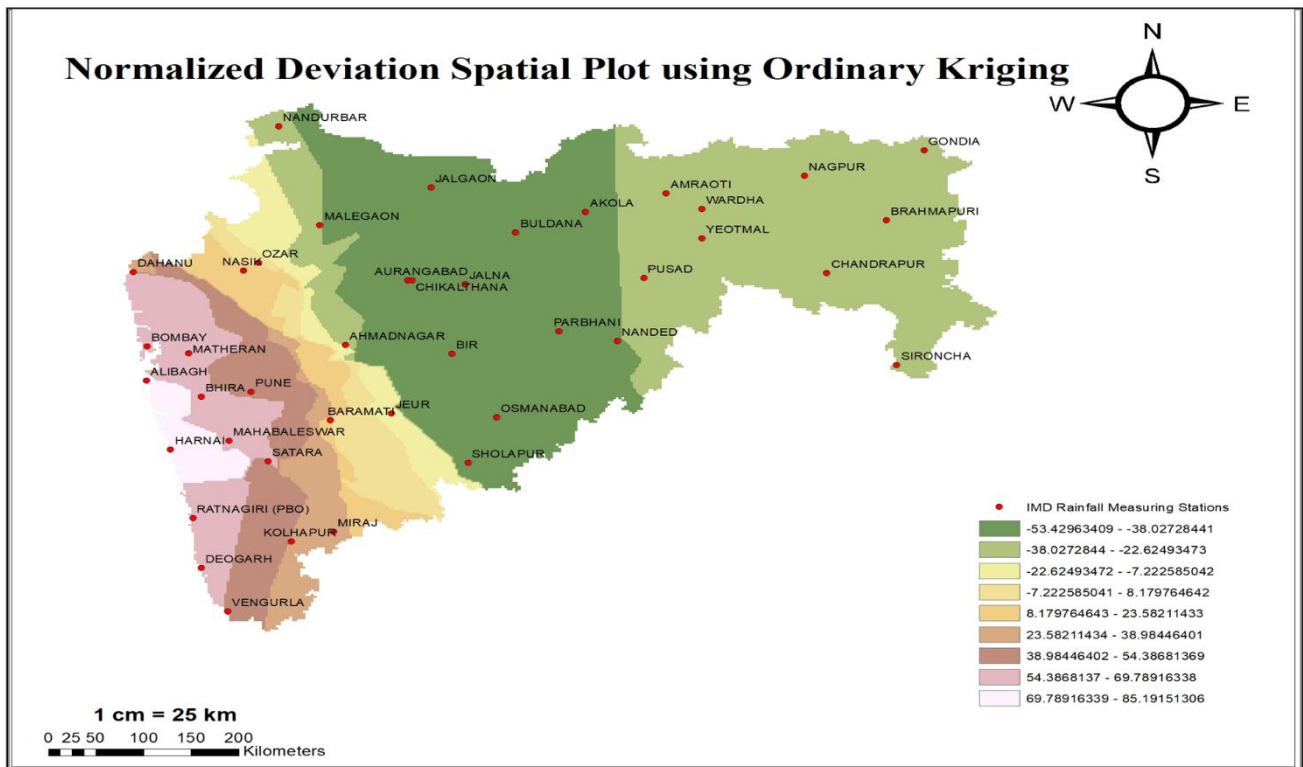 Normalized Deviation Spatial Plot using Ordinary Kriging
N
W
E
S
NANDURBAR
GONDIA
JALGAON
NAGPUR
AMRAOTI
AKOLA
WARDHA
MALEGAON
BULDANA
BRAHMAPURI
YEOTMAL
OZAR
NASIK
DAHANU
AURANGABAD
JALNA
CHIKALTHANA
PUSAD
CHANDRAPUR
PARBHANI
NANDED
BOMBAY
MATHERAN
AHMADNAGAR
BIR
SIRONCHA
ALIBAGH
BHIRA
PUNE
BARAMATI
JEUR
OSMANABAD
HARNAI
MAHABALESWAR
SATARA
SHOLAPUR
RATNAGIRI (PBO)
KOLHAPUR
MIRAJ
DEOGARH
VENGURLA
IMD Rainfall Measuring Stations
-53.42963409 - -38.02728441
-38.0272844 - -22.62493473
-22.62493472 - -7.222585042
-7.222585041 - 8.179764642
8.179764643 - 23.58211433
23.58211434 - 38.98446401
38.98446402 - 54.38681369
54.3868137 - 69.78916338
69.78916339 - 85.19151306
1 cm = 25 km
0 25 50 100 150 200
Kilometers